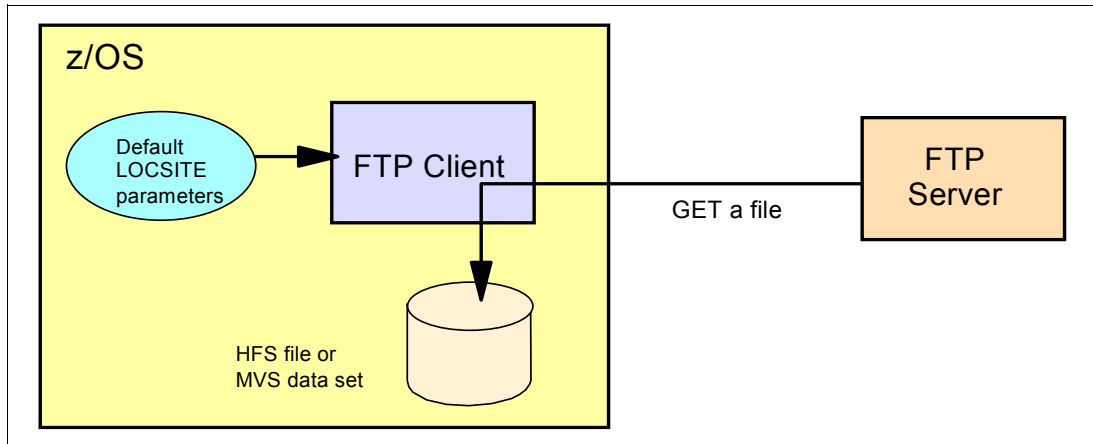 z/OS
Default
LOCSITE
parameters
FTP Client
FTP
Server
GET a file
HFS file or
MVS data set